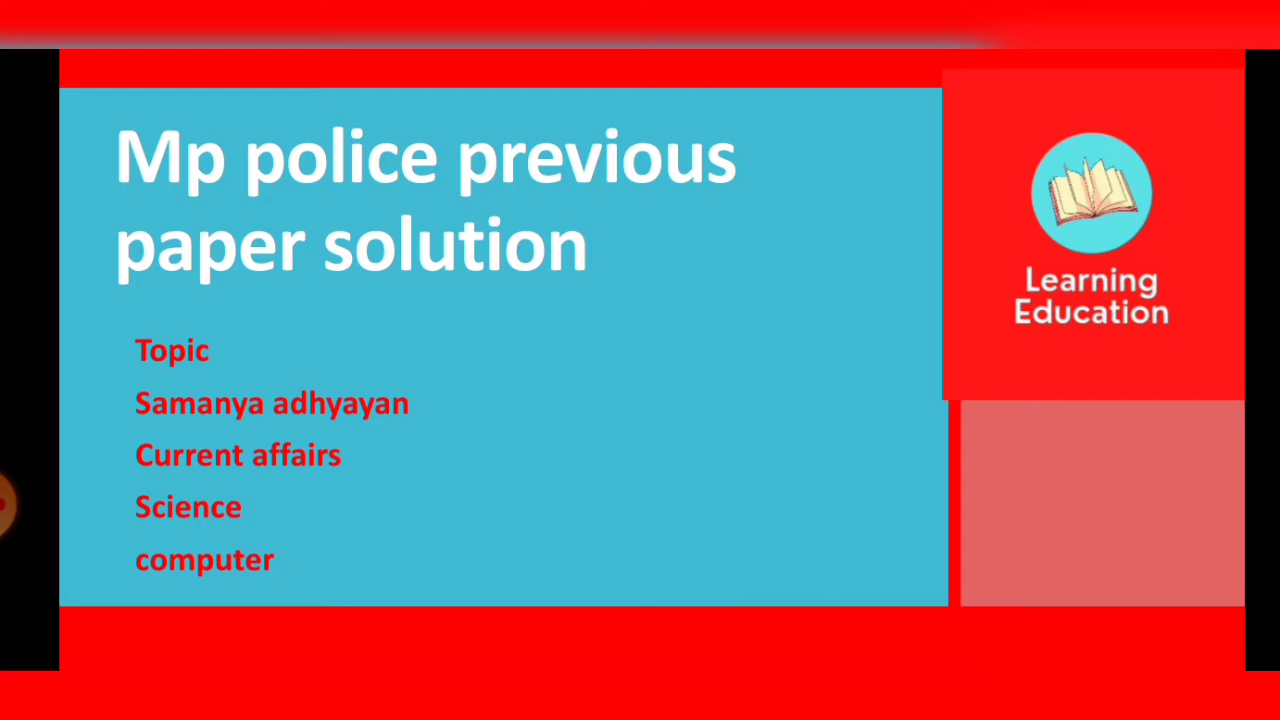 Mp police previous
paper solution
Topic
Samanya adhyayan
Current affairs
Science
computer
Learning
Education